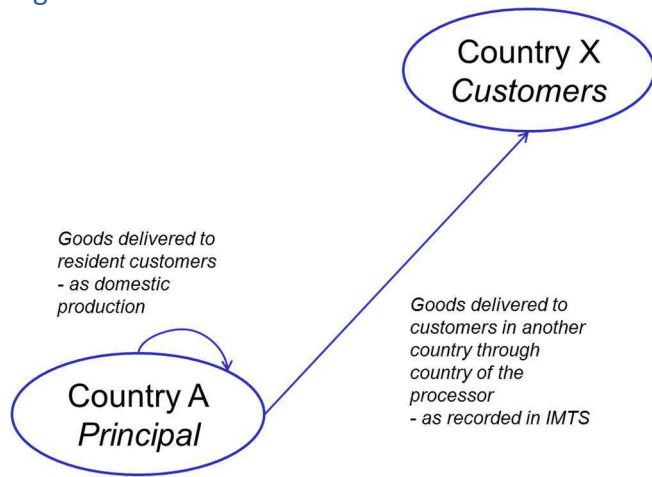 Country X
Customers
Goods delivered to
resident customers
- as domestic
production
Goods delivered to
customers in another
country through
country of the
processor
- as recorded in IMTS
Country A
Principal